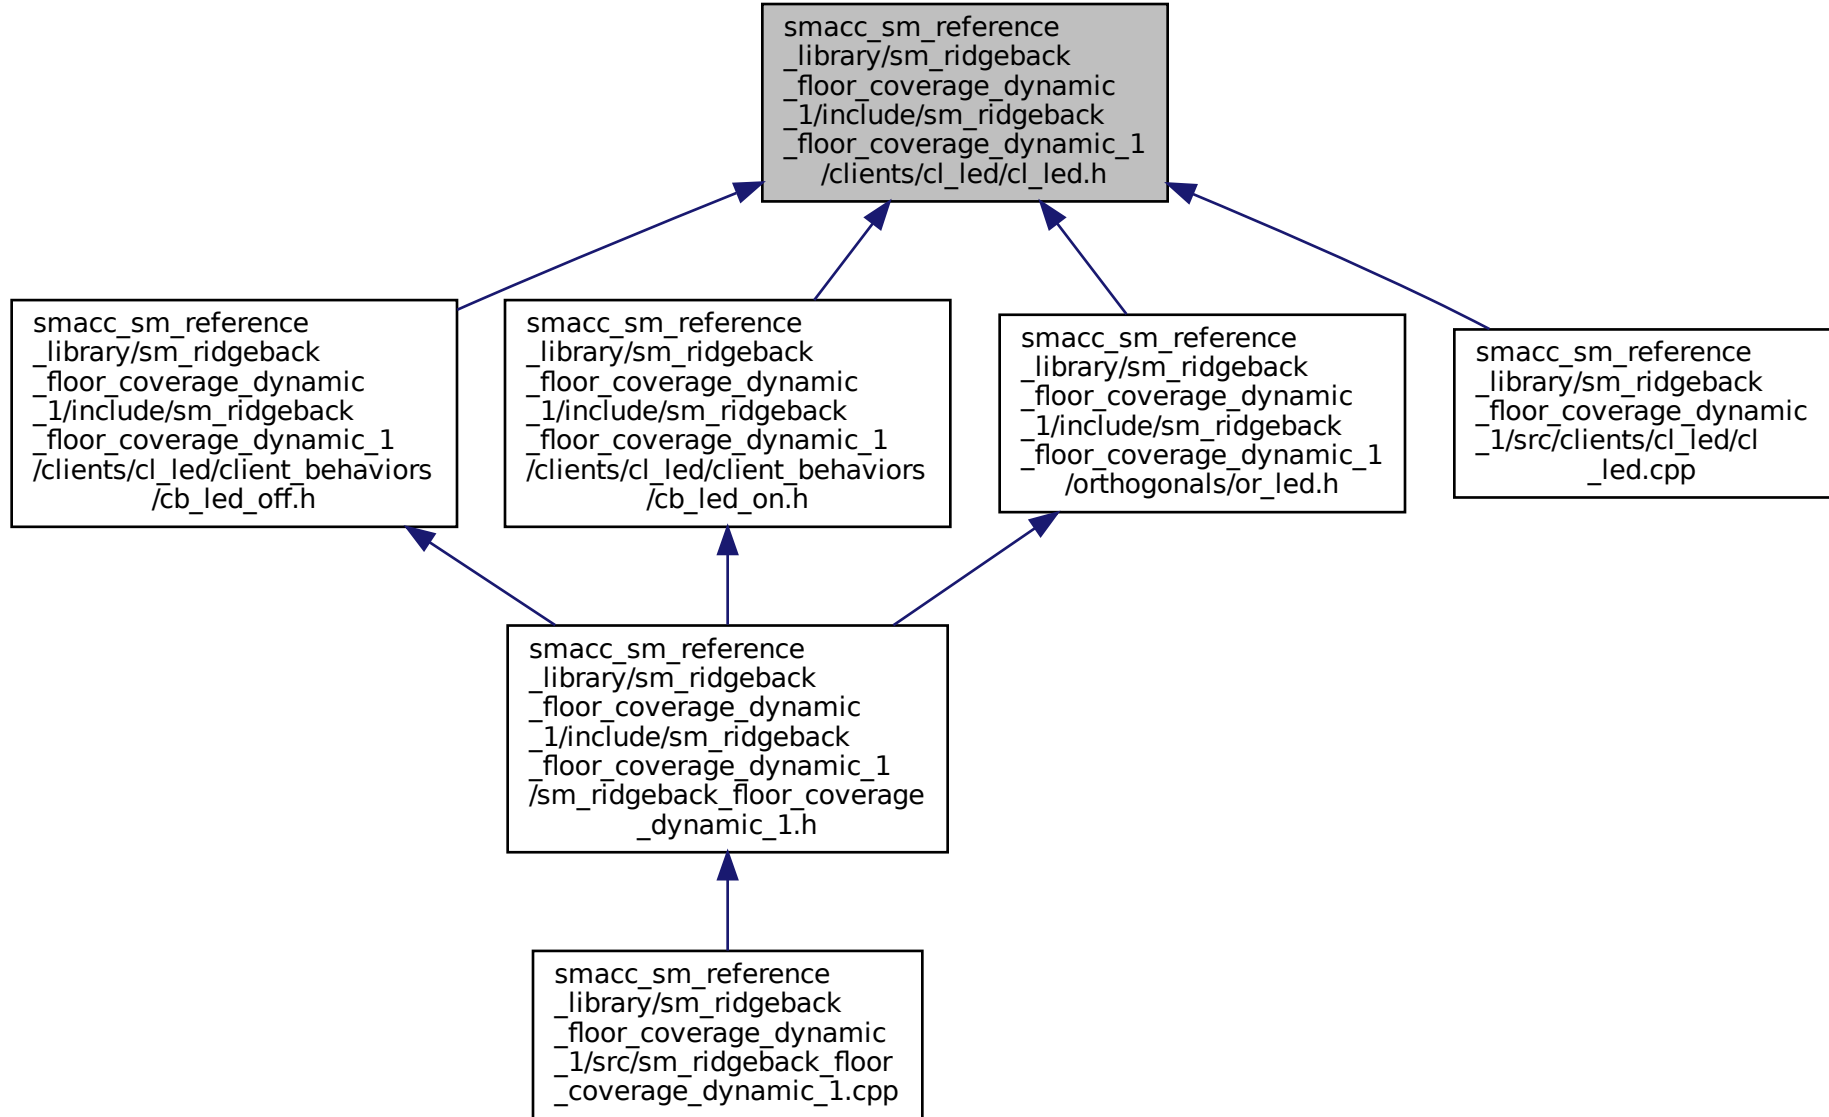 smacc_sm_reference
_library/sm_ridgeback
_floor_coverage_dynamic
_1/include/sm_ridgeback
_floor_coverage_dynamic_1
/clients/cl_led/cl_led.h
smacc_sm_reference
_library/sm_ridgeback
_floor_coverage_dynamic
_1/include/sm_ridgeback
_floor_coverage_dynamic_1
/clients/cl_led/client_behaviors
/cb_led_off.h
smacc_sm_reference
_library/sm_ridgeback
_floor_coverage_dynamic
_1/include/sm_ridgeback
_floor_coverage_dynamic_1
/clients/cl_led/client_behaviors
/cb_led_on.h
smacc_sm_reference
_library/sm_ridgeback
_floor_coverage_dynamic
_1/include/sm_ridgeback
_floor_coverage_dynamic_1
/orthogonals/or_led.h
smacc_sm_reference
_library/sm_ridgeback
_floor_coverage_dynamic
_1/src/clients/cl_led/cl
_led.cpp
smacc_sm_reference
_library/sm_ridgeback
_floor_coverage_dynamic
_1/include/sm_ridgeback
_floor_coverage_dynamic_1
/sm_ridgeback_floor_coverage
_dynamic_1.h
smacc_sm_reference
_library/sm_ridgeback
_floor_coverage_dynamic
_1/src/sm_ridgeback_floor
_coverage_dynamic_1.cpp